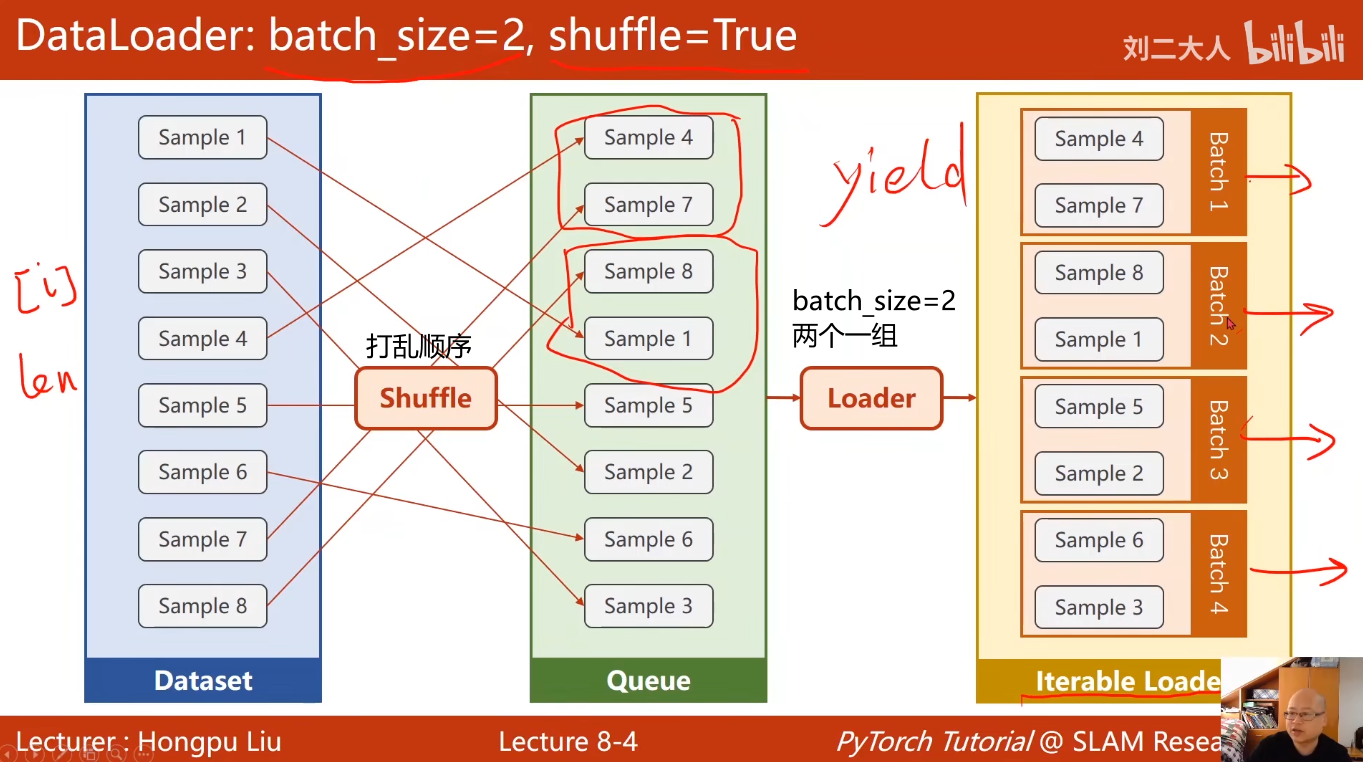 DataLoader: batch_size=2, shuffle=True
刘二大人 bilibili
Sample 1
Sample 2
Sample 3
Sample 4
Sample 5
Sample 6
Sample 7
Sample 8
Dataset
[i]
len
打乱顺序
Shuffle
Sample 4
Sample 7
Sample 8
Sample 1
Sample 5
Sample 2
Sample 6
Sample 3
Queue
yield
batch_size=2
两个一组
Loader
Sample 4
Sample 7
Batch 1
Sample 8
Sample 1
Batch 2
Sample 5
Sample 2
Batch 3
Sample 6
Sample 3
Batch 4
Iterable Loade
Lecturer : Hongpu Liu
Lecture 8-4
PyTorch Tutorial @ SLAM Resea